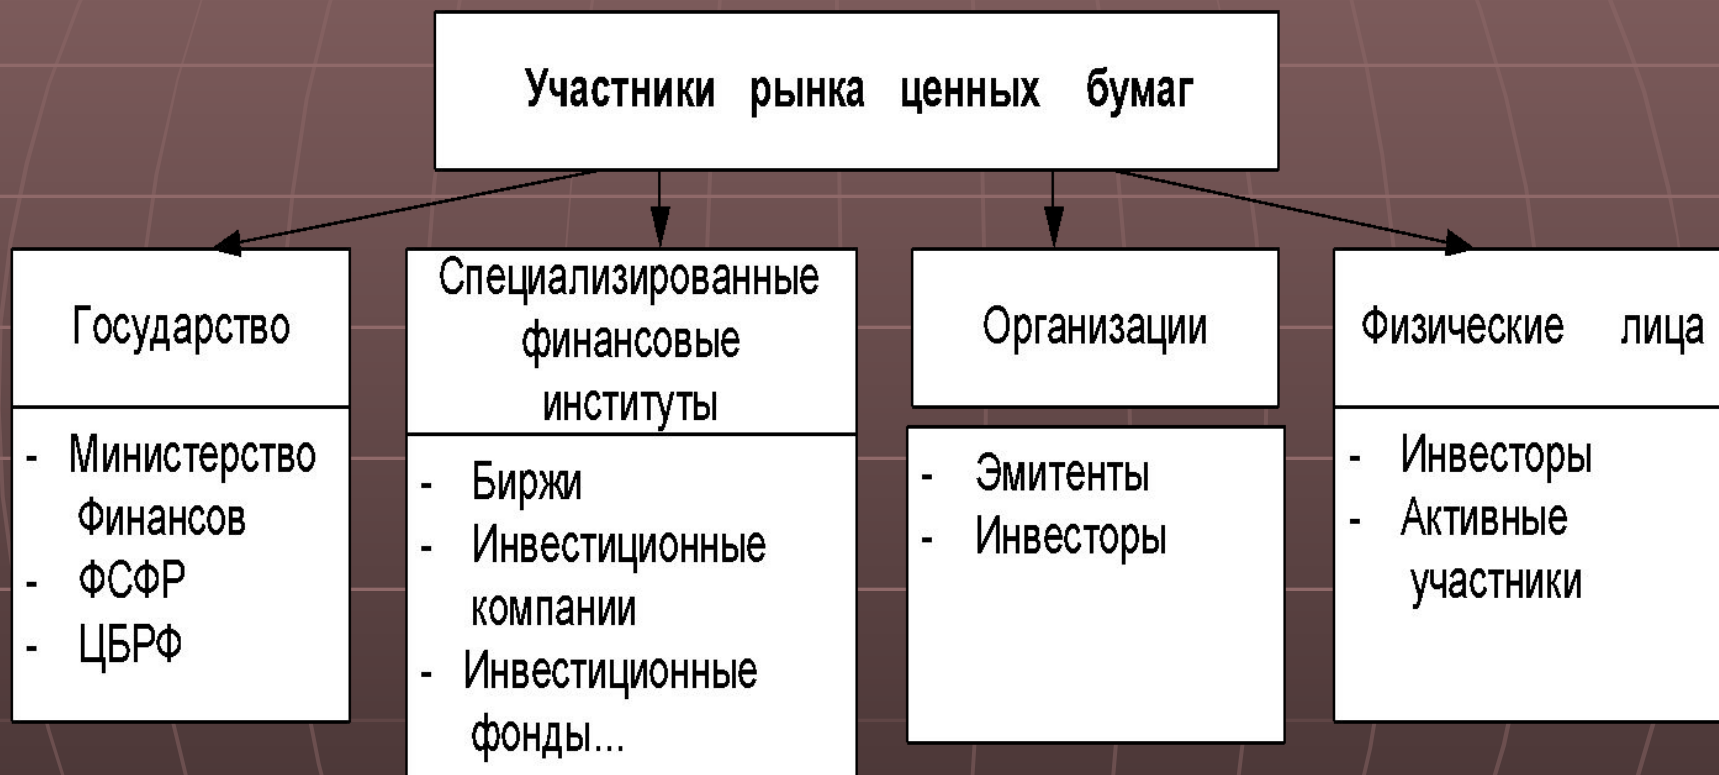 Участники рынка ценных бумаг
Государство
- Министерство
Финансов
- ФСФР
- ЦБРФ
Специализированные
финансовые
институты
- Биржи
- Инвестиционные
компании
- Инвестиционные
фонды...
Организации
- Эмитенты
- Инвесторы
Физические лица
- Инвесторы
- Активные
участники